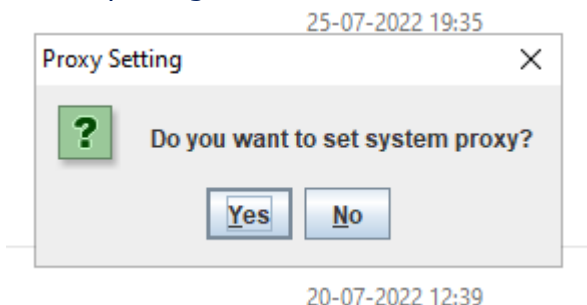 25-07-2022 19:35
Proxy Setting
?
Do you want to set system proxy?
Yes
No
20-07-2022 12:39